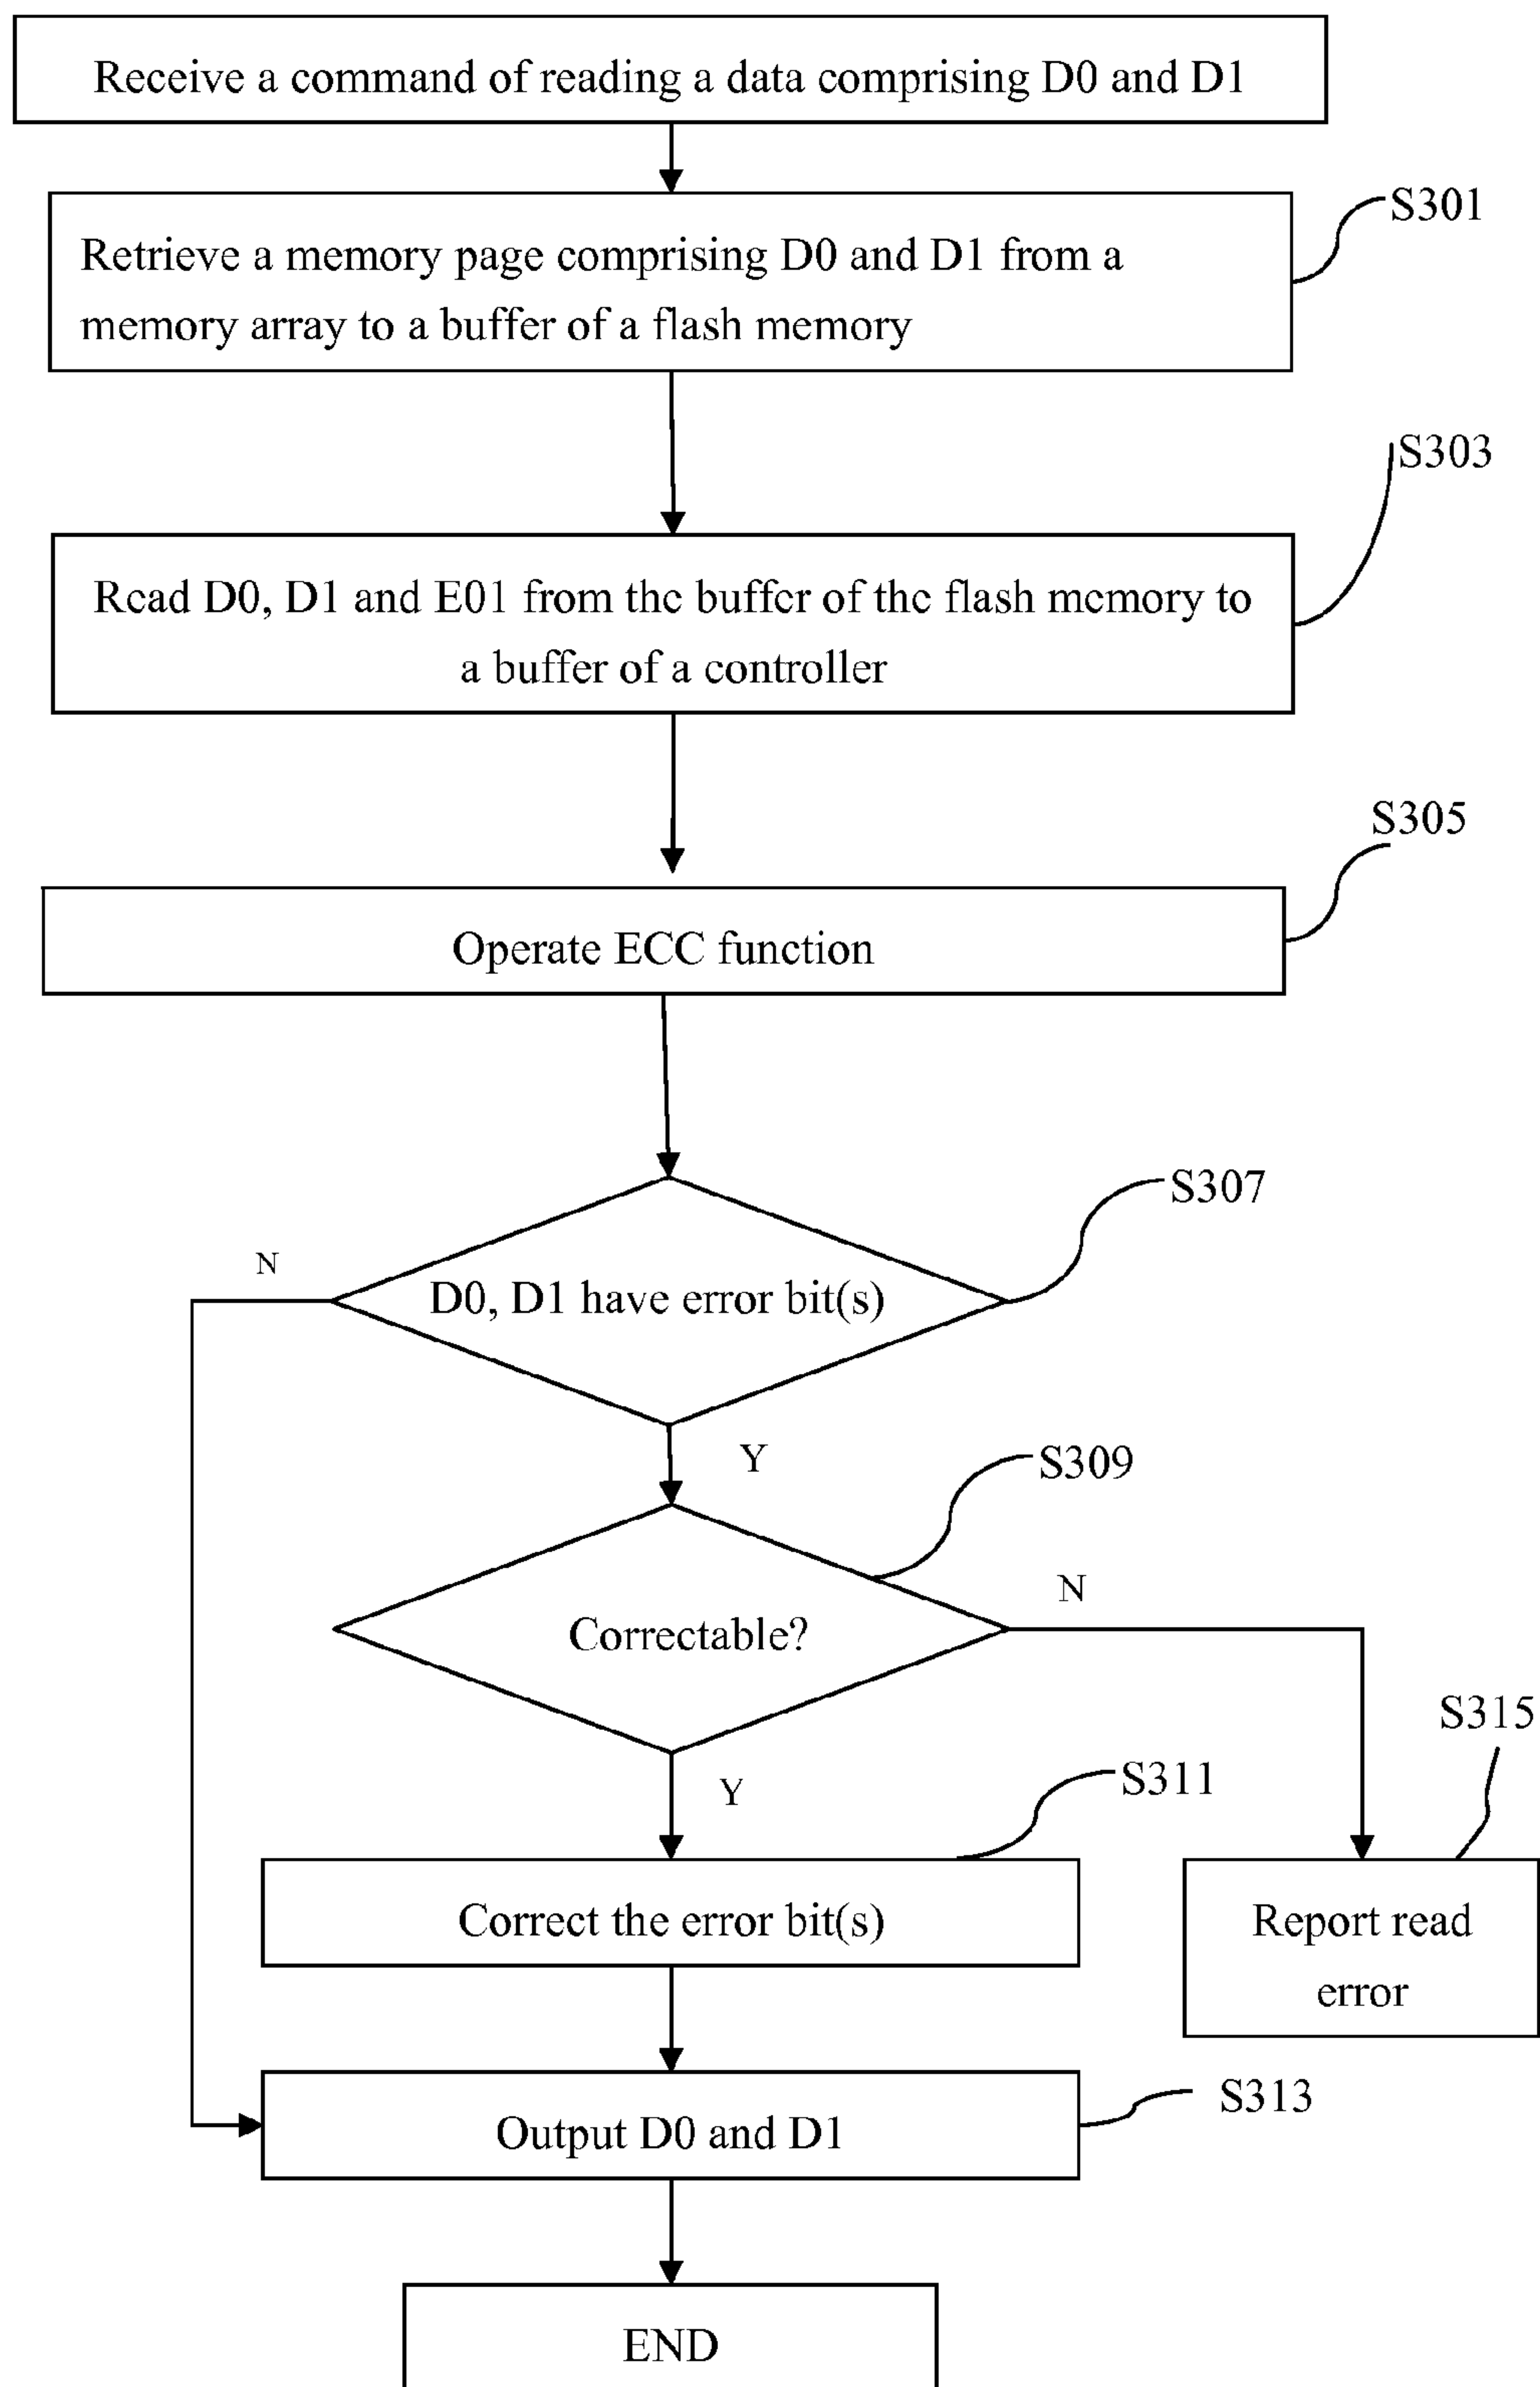 Receive a command of reading a data comprising D0 and D1
S301
Retrieve a memory page comprising D0 and D1 from a
memory array to a buffer of a flash memory
S303
Read D0, D1 and E01 from the buffer of the flash memory to
a buffer of a controller
S305
Operate ECC function
S307
N
D0, D1 have error bit(s)
Y
S309
N
Correctable?
S315
Y
S311
Correct the error bit(s)
Report read
error
S313
Output D0 and D1
END